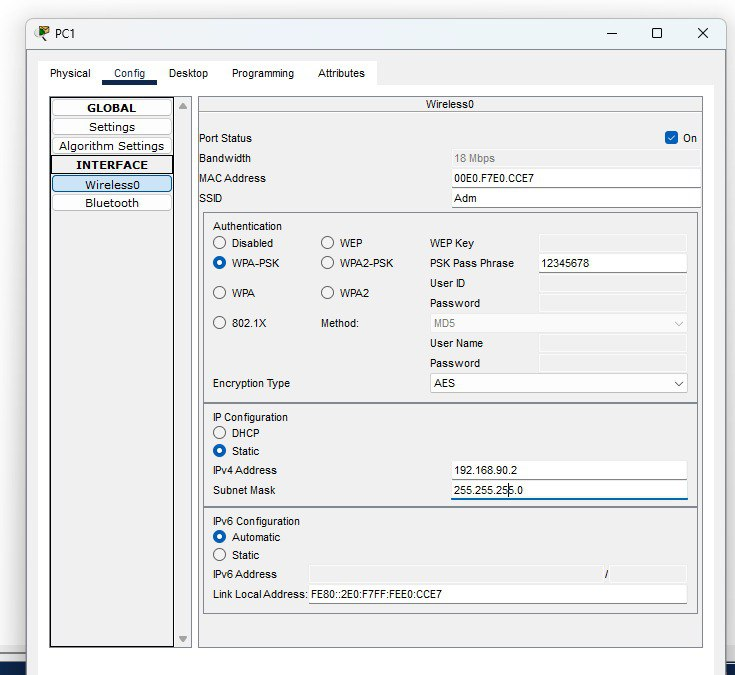 PC1
Physical Config Desktop Programming Attributes
GLOBAL
Settings
Algorithm Settings
INTERFACE
Wireless0
Bluetooth
Wireless0
Port Status On
Bandwidth 18 Mbps
MAC Address 00E0.F7E0.CCE7
SSID Adm
Authentication
Disabled WEP WEP Key
WPA-PSK WPA2-PSK PSK Pass Phrase 12345678
User ID
WPA WPA2
Password
802.1X Method: MD5
User Name
Password
Encryption Type AES
IP Configuration
DHCP
Static
IPv4 Address 192.168.90.2
Subnet Mask 255.255.255.0
IPv6 Configuration
Automatic
Static
IPv6 Address /
Link Local Address: FE80::2E0:F7FF:FEE0:CCE7